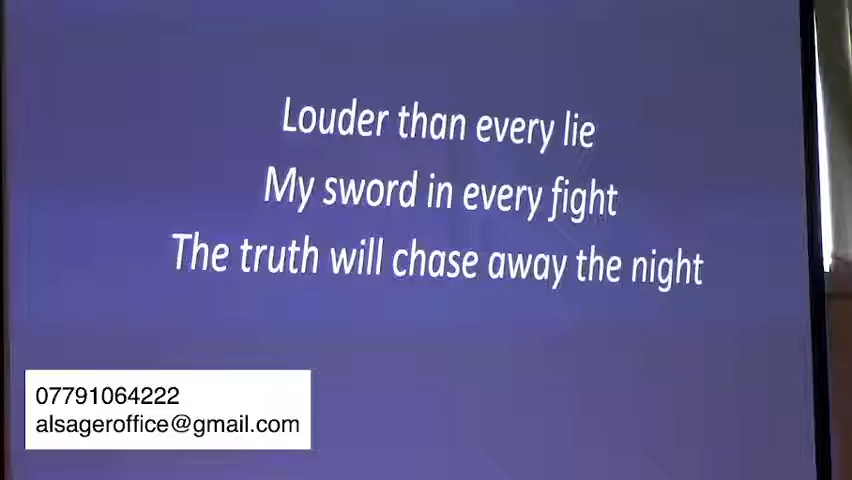 Louder than every lie
My sword in every fight
The truth will chase away the night
07791064222
alsageroffice@gmail.com